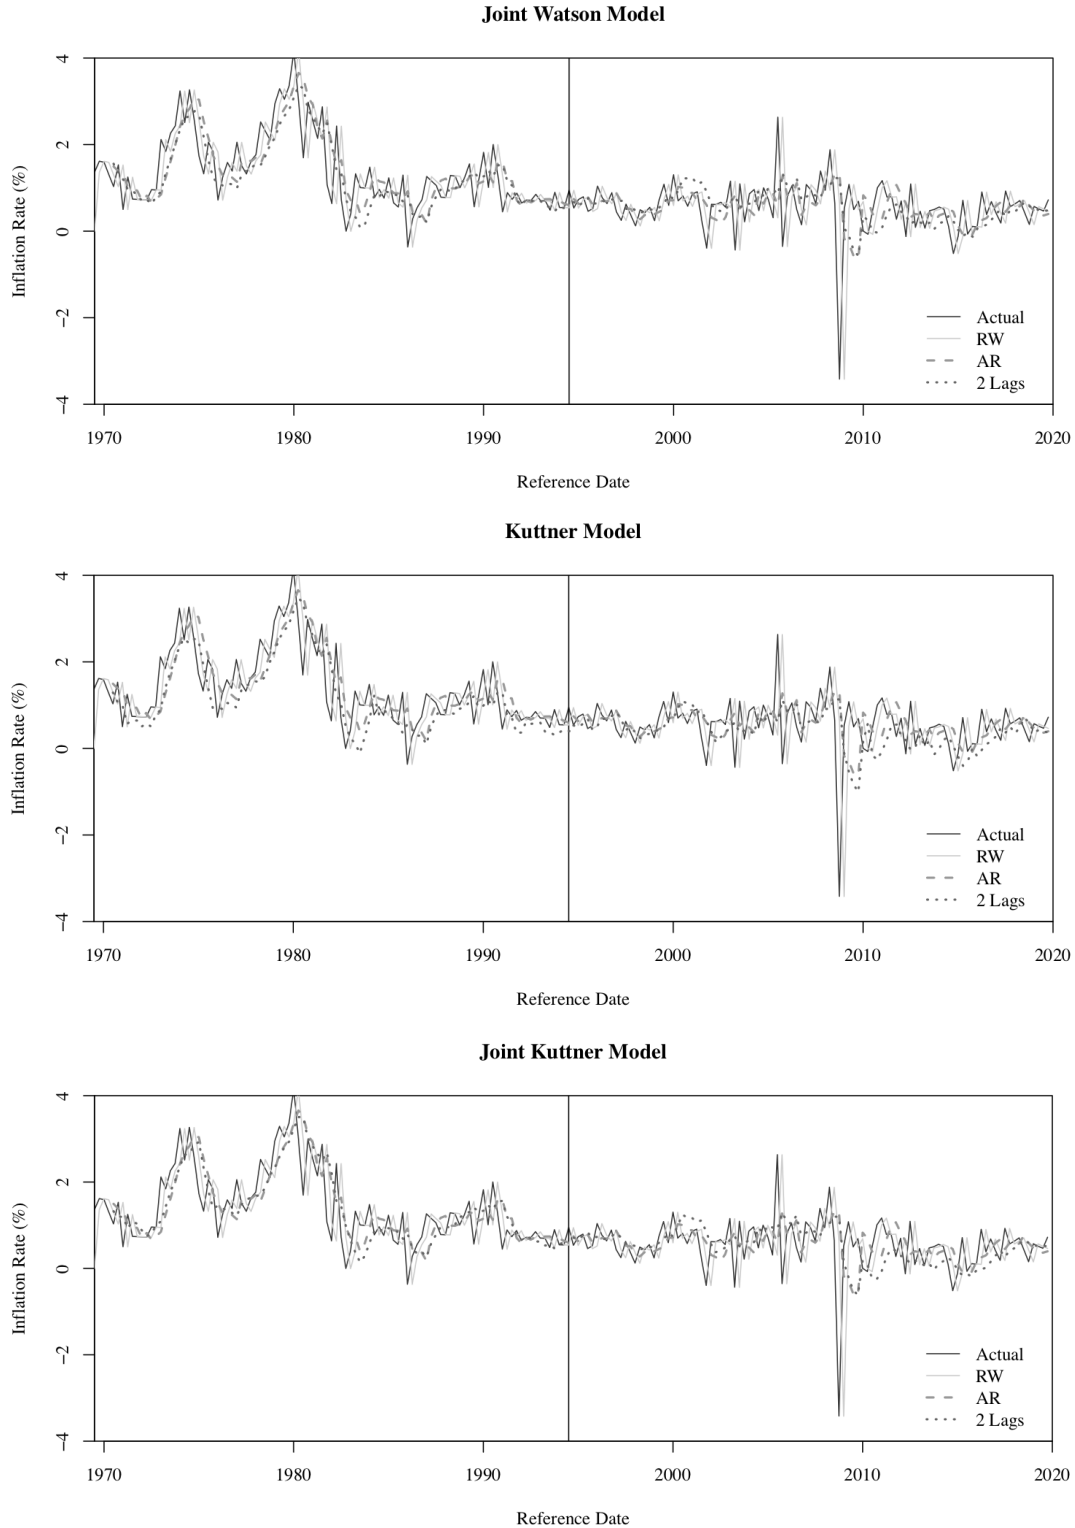 Joint Watson Model
4
2
0
−2
−4
Inflation Rate (%)
Actual
RW
AR
2 Lags
1970 1980 1990 2000 2010 2020
Reference Date
Kuttner Model
4
2
0
−2
−4
Inflation Rate (%)
Actual
RW
AR
2 Lags
1970 1980 1990 2000 2010 2020
Reference Date
Joint Kuttner Model
4
2
0
−2
−4
Inflation Rate (%)
Actual
RW
AR
2 Lags
1970 1980 1990 2000 2010 2020
Reference Date